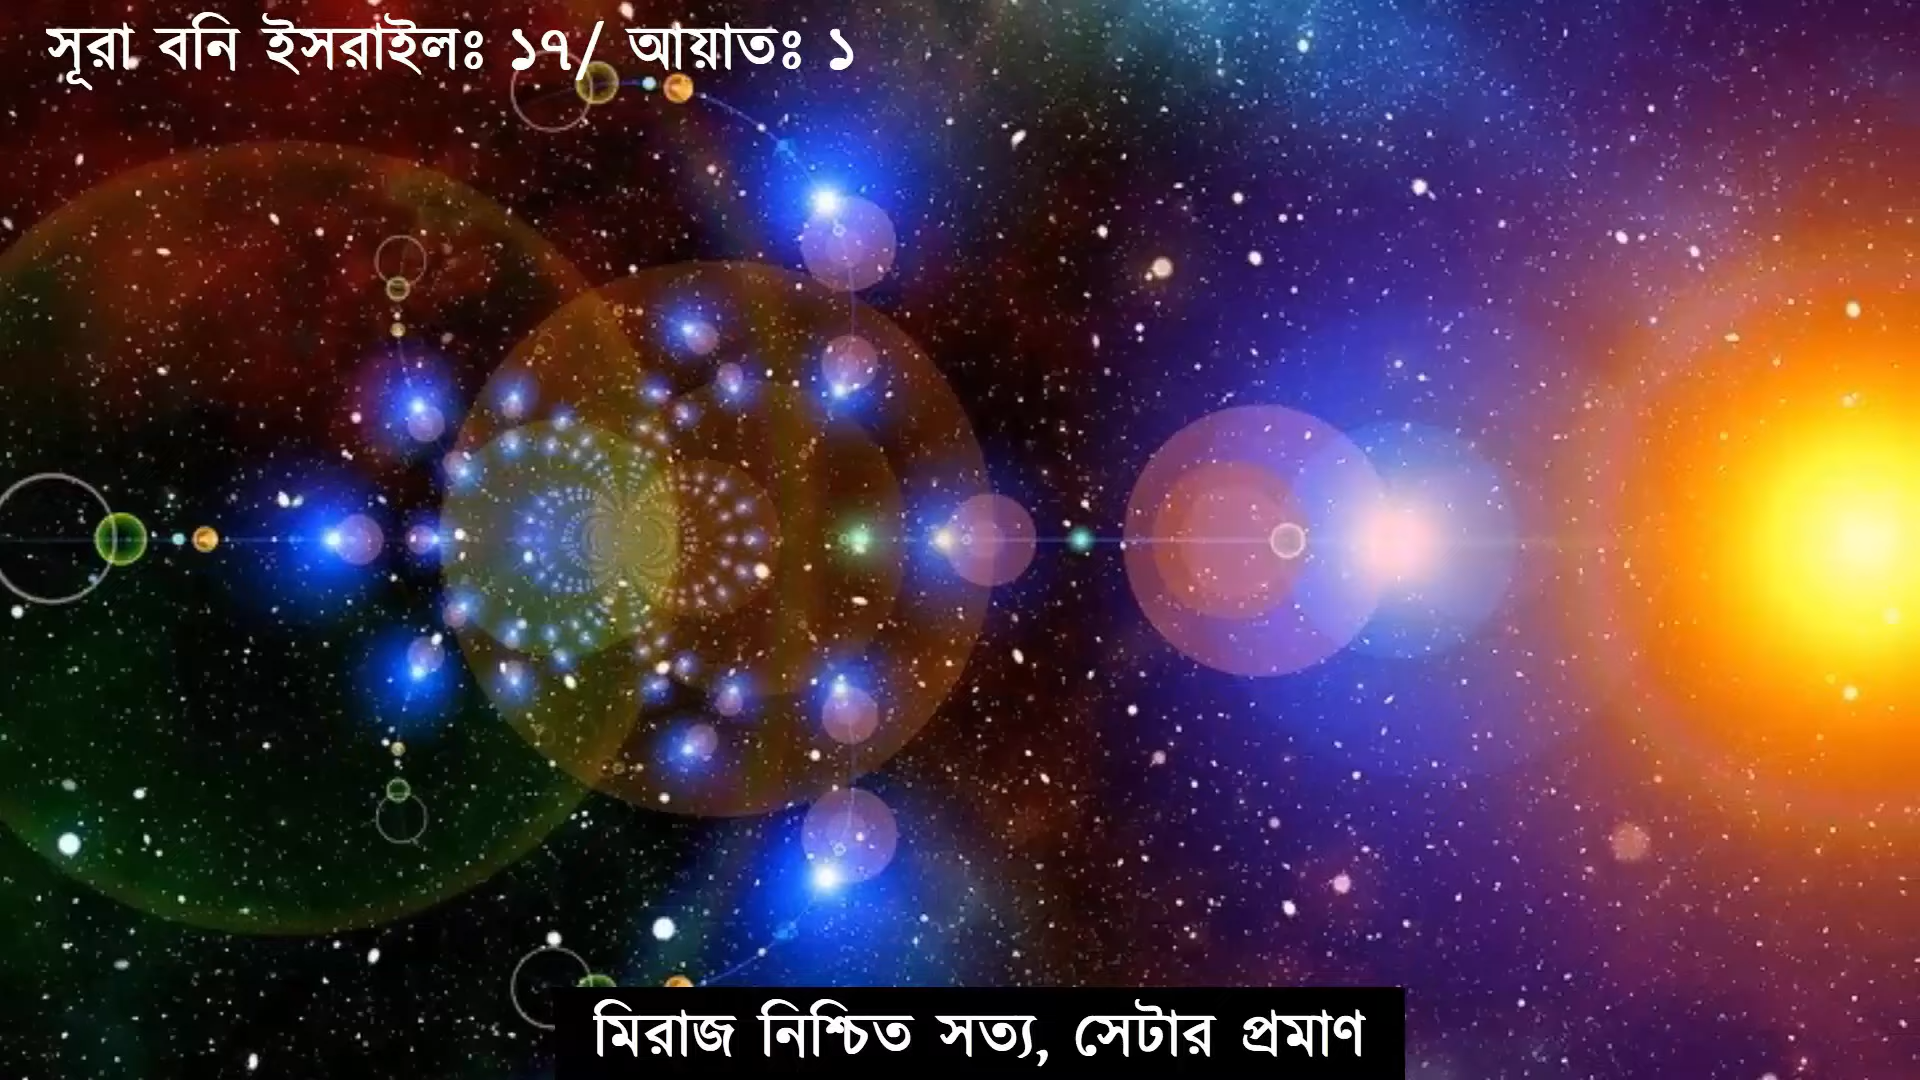 সূরা বনি ইসরাইলঃ ১৭/ আয়াতঃ ১
মিরাজ নিশ্চিত সত্য, সেটার প্রমাণ